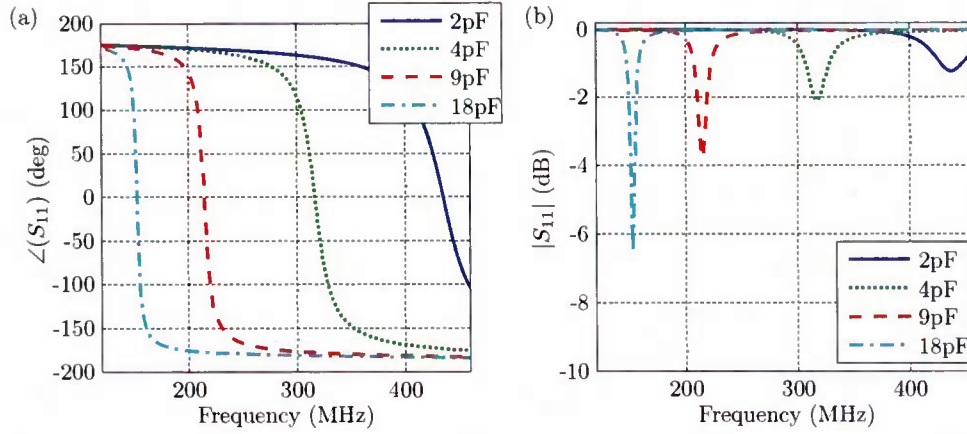 (a)
200
150
100
50
0
-50
-100
-150
-200
∠(S11) (deg)
200
300
400
Frequency (MHz)
2pF
4pF
9pF
18pF
(b)
0
-2
-4
-6
-8
-10
|S11| (dB)
200
300
400
Frequency (MHz)
2pF
4pF
9pF
18pF